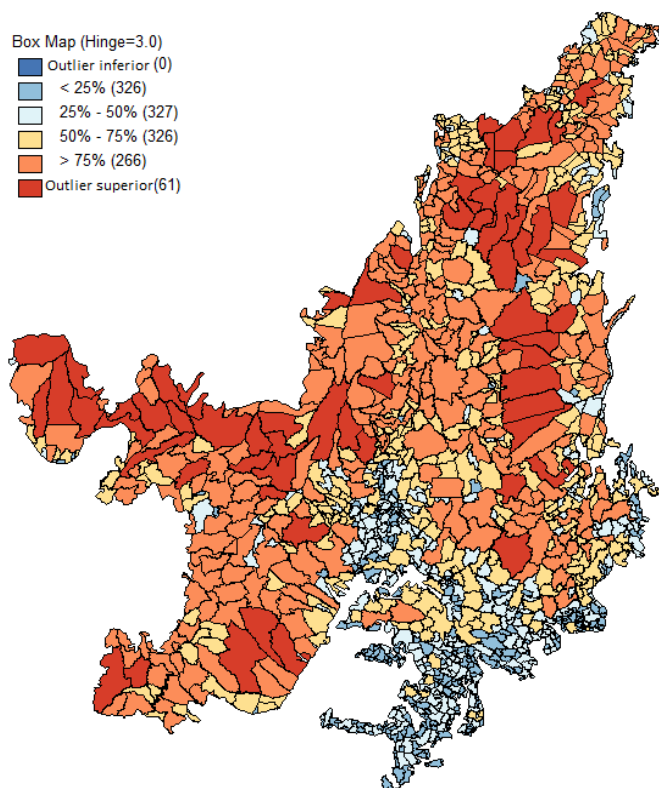 Box Map (Hinge=3.0)
Outlier inferior (0)
< 25% (326)
25% - 50% (327)
50% - 75% (326)
> 75% (266)
Outlier superior(61)